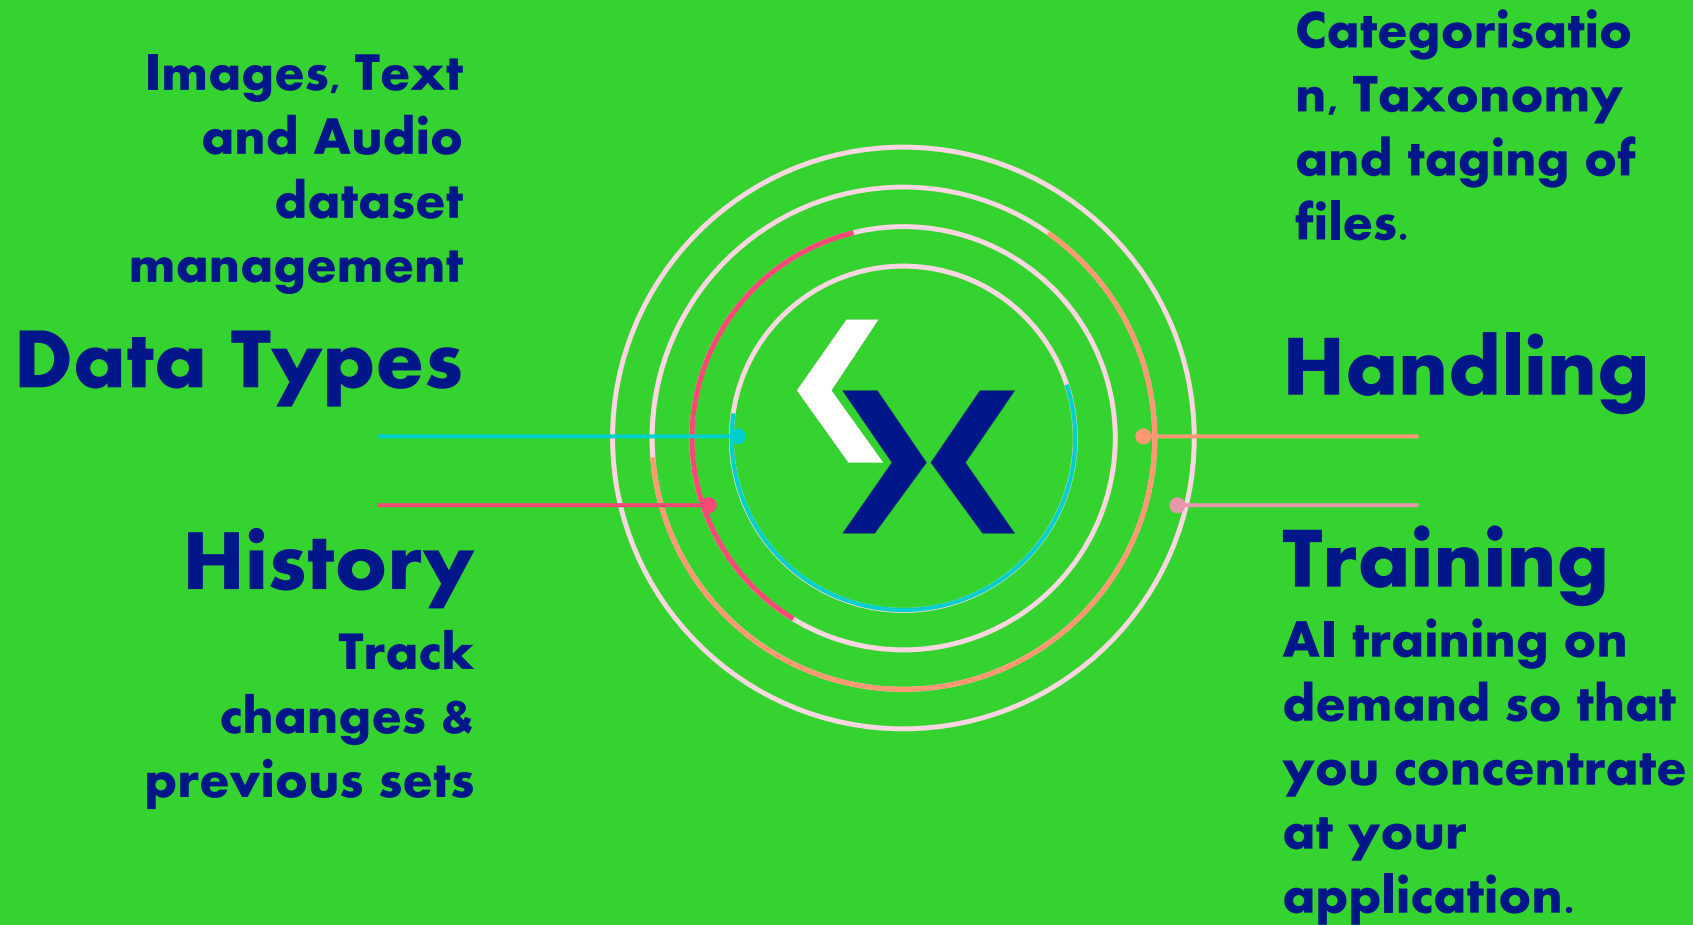 Images, Text
and Audio
dataset
management
Data Types
History
Track
changes &
previous sets
Categorisatio
n, Taxonomy
and taging of
files.
Handling
Training
AI training on
demand so that
you concentrate
at your
application.